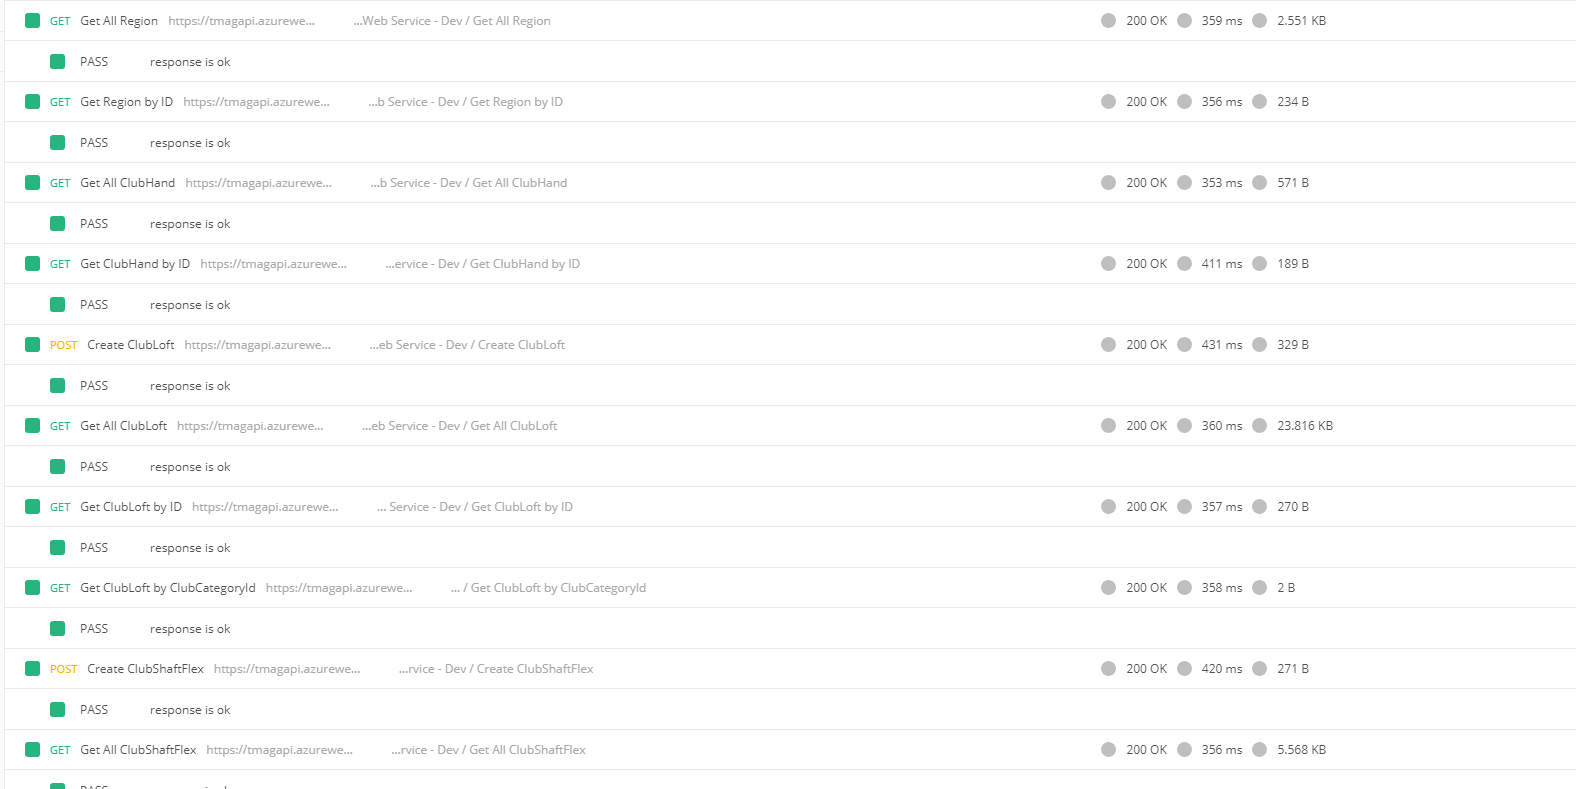 GET Get All Region https://tmagapi.azurewe... ...Web Service - Dev / Get All Region 200 OK 359 ms 2.551 KB
PASS response is ok
GET Get Region by ID https://tmagapi.azurewe... ...b Service - Dev / Get Region by ID 200 OK 356 ms 234 B
PASS response is ok
GET Get All ClubHand https://tmagapi.azurewe... ...b Service - Dev / Get All ClubHand 200 OK 353 ms 571 B
PASS response is ok
GET Get ClubHand by ID https://tmagapi.azurewe... ...ervice - Dev / Get ClubHand by ID 200 OK 411 ms 189 B
PASS response is ok
POST Create ClubLoft https://tmagapi.azurewe... ...eb Service - Dev / Create ClubLoft 200 OK 431 ms 329 B
PASS response is ok
GET Get All ClubLoft https://tmagapi.azurewe... ...eb Service - Dev / Get All ClubLoft 200 OK 360 ms 23.816 KB
PASS response is ok
GET Get ClubLoft by ID https://tmagapi.azurewe... ... Service - Dev / Get ClubLoft by ID 200 OK 357 ms 270 B
PASS response is ok
GET Get ClubLoft by ClubCategoryId https://tmagapi.azurewe... ... / Get ClubLoft by ClubCategoryId 200 OK 358 ms 2 B
PASS response is ok
POST Create ClubShaftFlex https://tmagapi.azurewe... ...rvice - Dev / Create ClubShaftFlex 200 OK 420 ms 271 B
PASS response is ok
GET Get All ClubShaftFlex https://tmagapi.azurewe... ...rvice - Dev / Get All ClubShaftFlex 200 OK 356 ms 5.568 KB